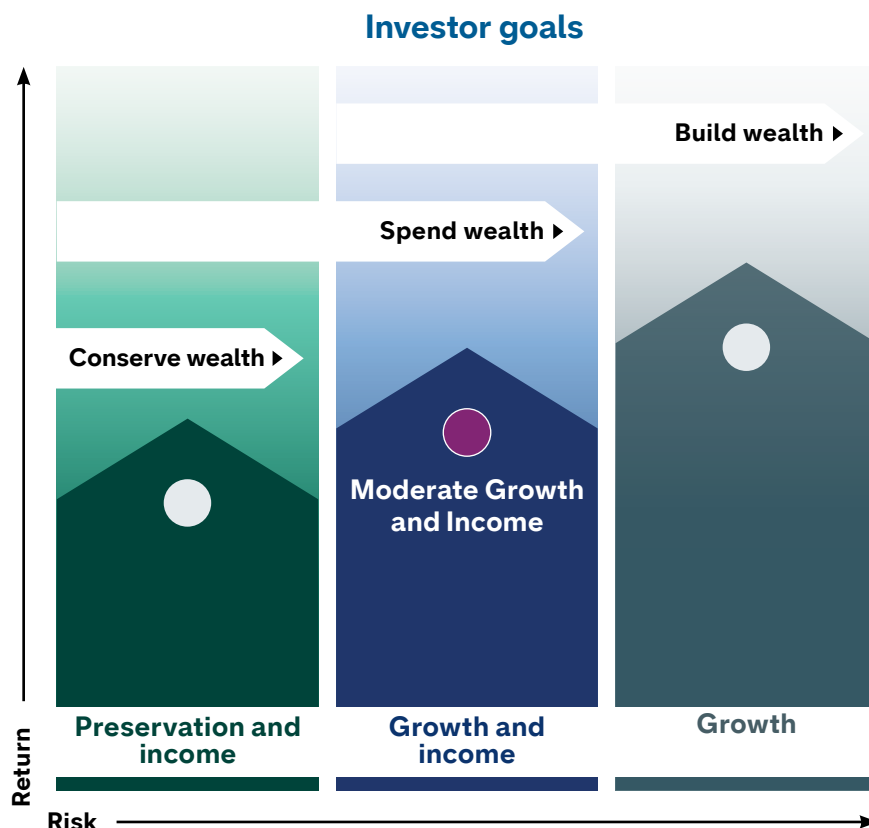 Investor goals
Build wealth
Spend wealth
Conserve wealth
Moderate Growth
and Income
Preservation and
income
Growth and
income
Growth
Return
Risk